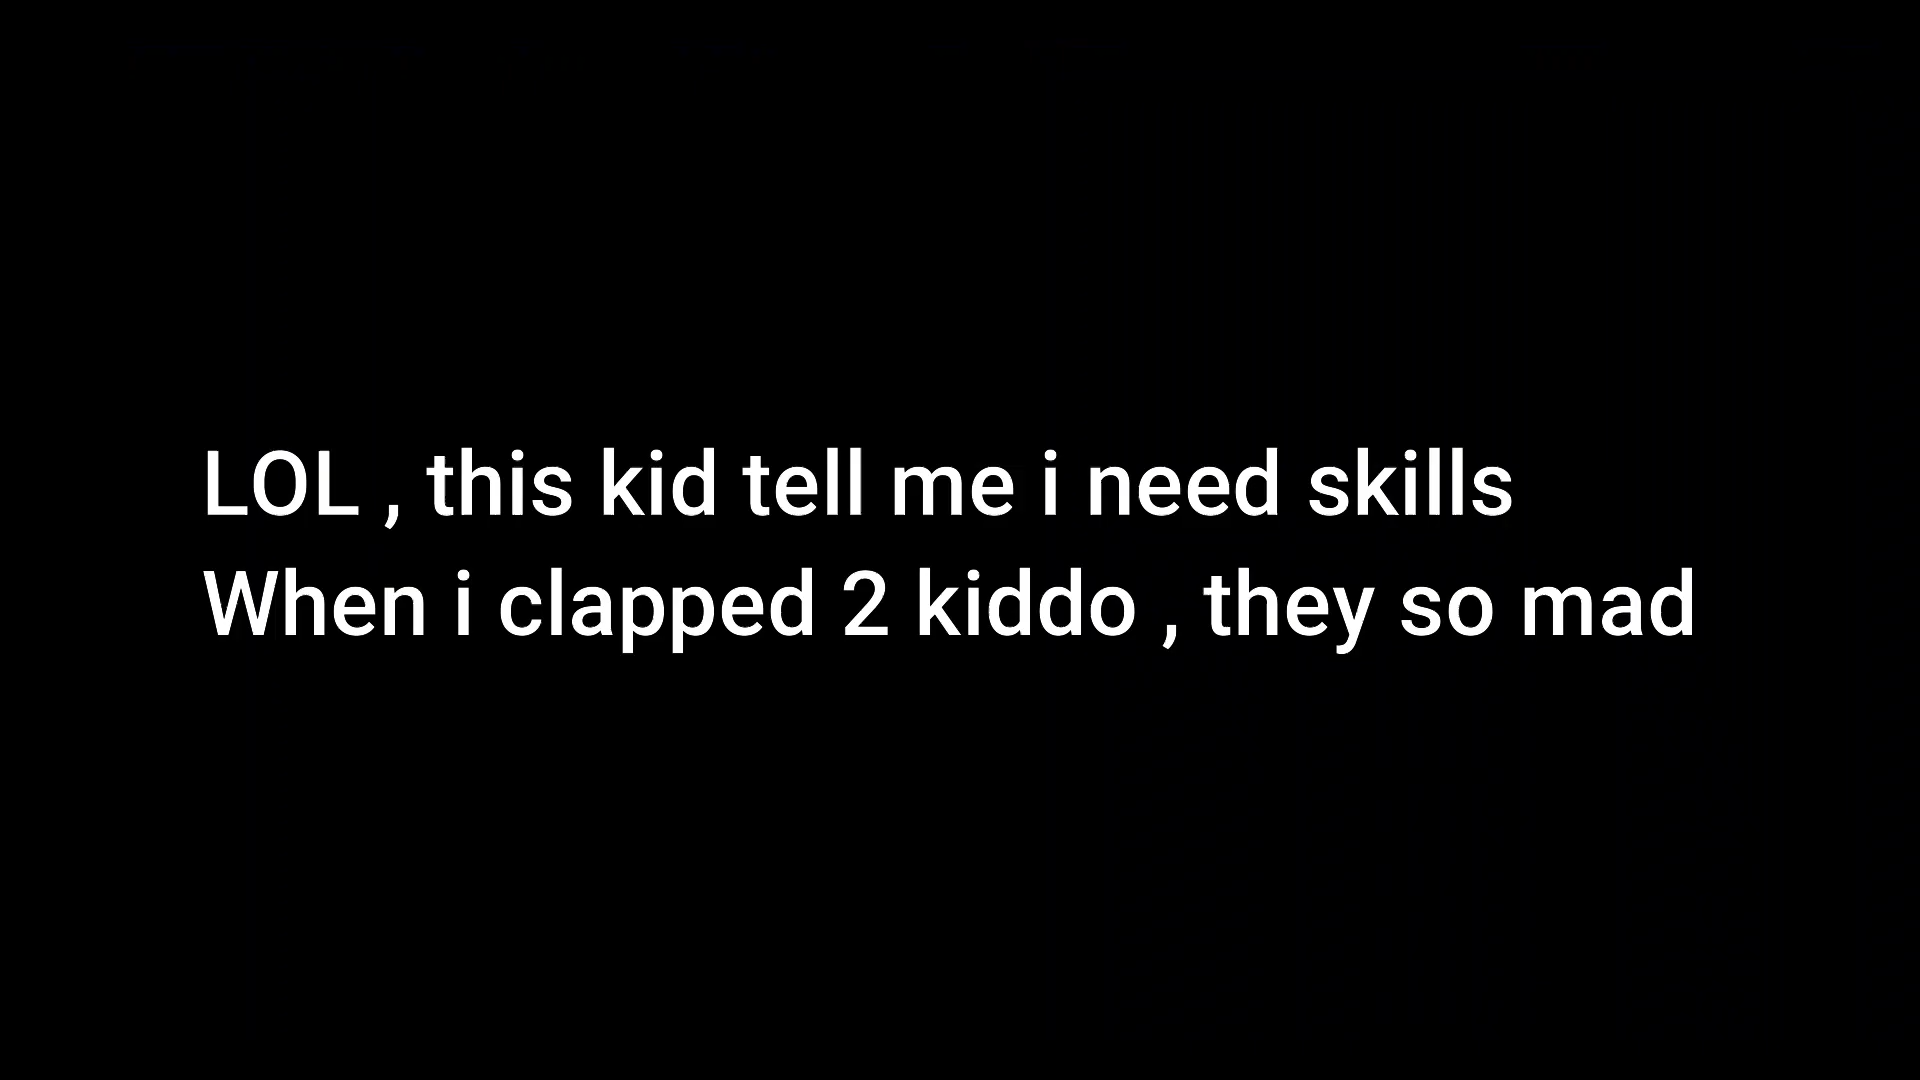 LOL , this kid tell me i need skills
When i clapped 2 kiddo , they so mad